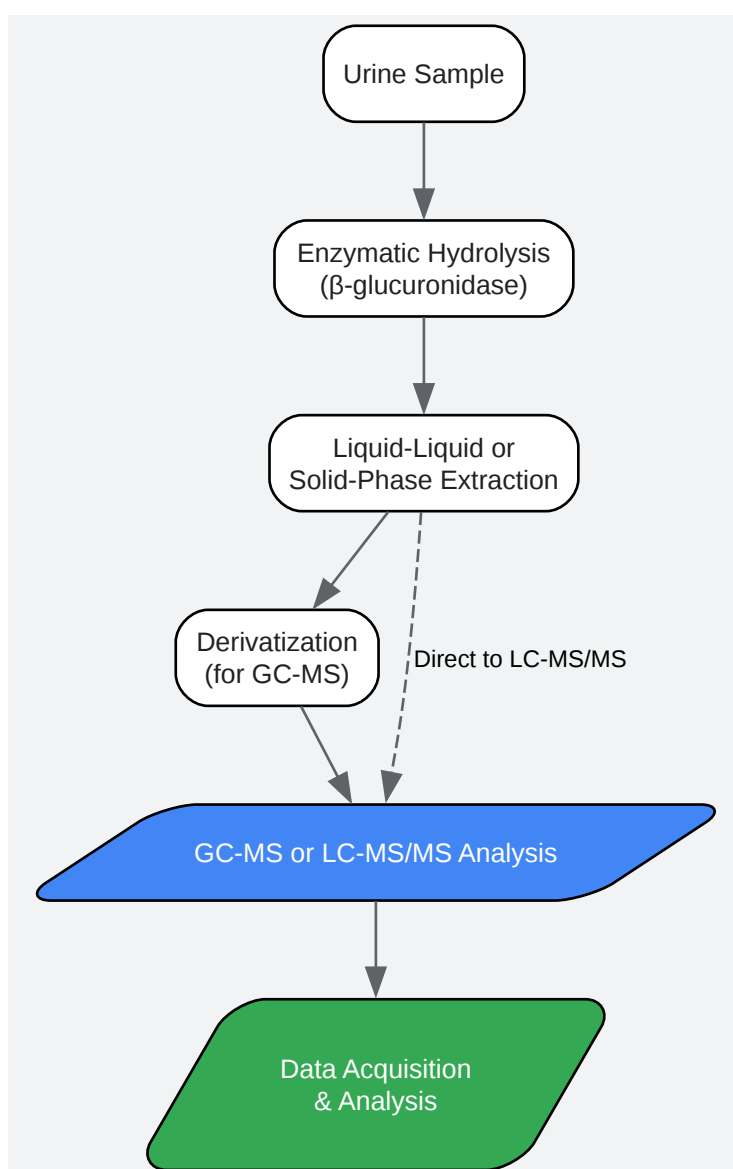 Urine Sample
Enzymatic Hydrolysis
(β-glucuronidase)
Liquid-Liquid or
Solid-Phase Extraction
Derivatization
(for GC-MS)
Direct to LC-MS/MS
GC-MS or LC-MS/MS Analysis
Data Acquisition
& Analysis